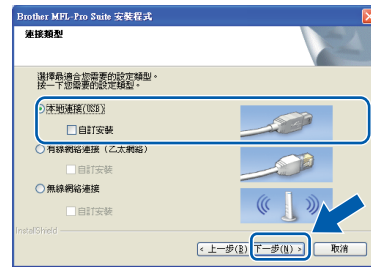 Brother MFL-Pro Suite 安裝程式
連接類型
選擇最適合您需要的設定類型。
按一下您需要的設定類型。
本地連接(USB)
自訂安裝
有線網絡連接（乙太網絡）
自訂安裝
無線網絡連接
自訂安裝
InstallShield
< 上一步(B) 下一步(N) > 取消